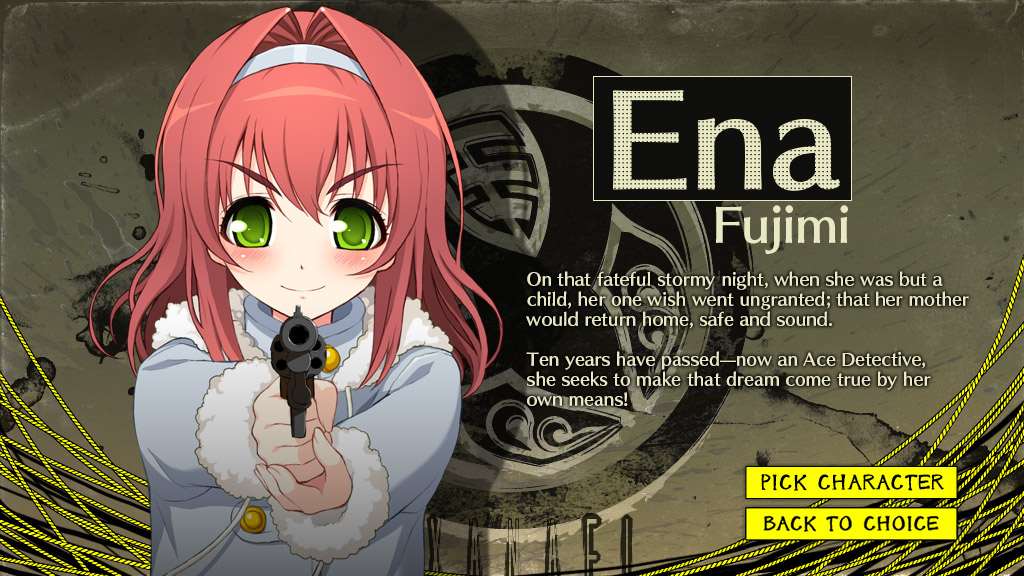 Ena
Fujimi
On that fateful stormy night, when she was but a
child, her one wish went ungranted; that her mother
would return home, safe and sound.
Ten years have passed—now an Ace Detective,
she seeks to make that dream come true by her
own means!
PICK CHARACTER
BACK TO CHOICE